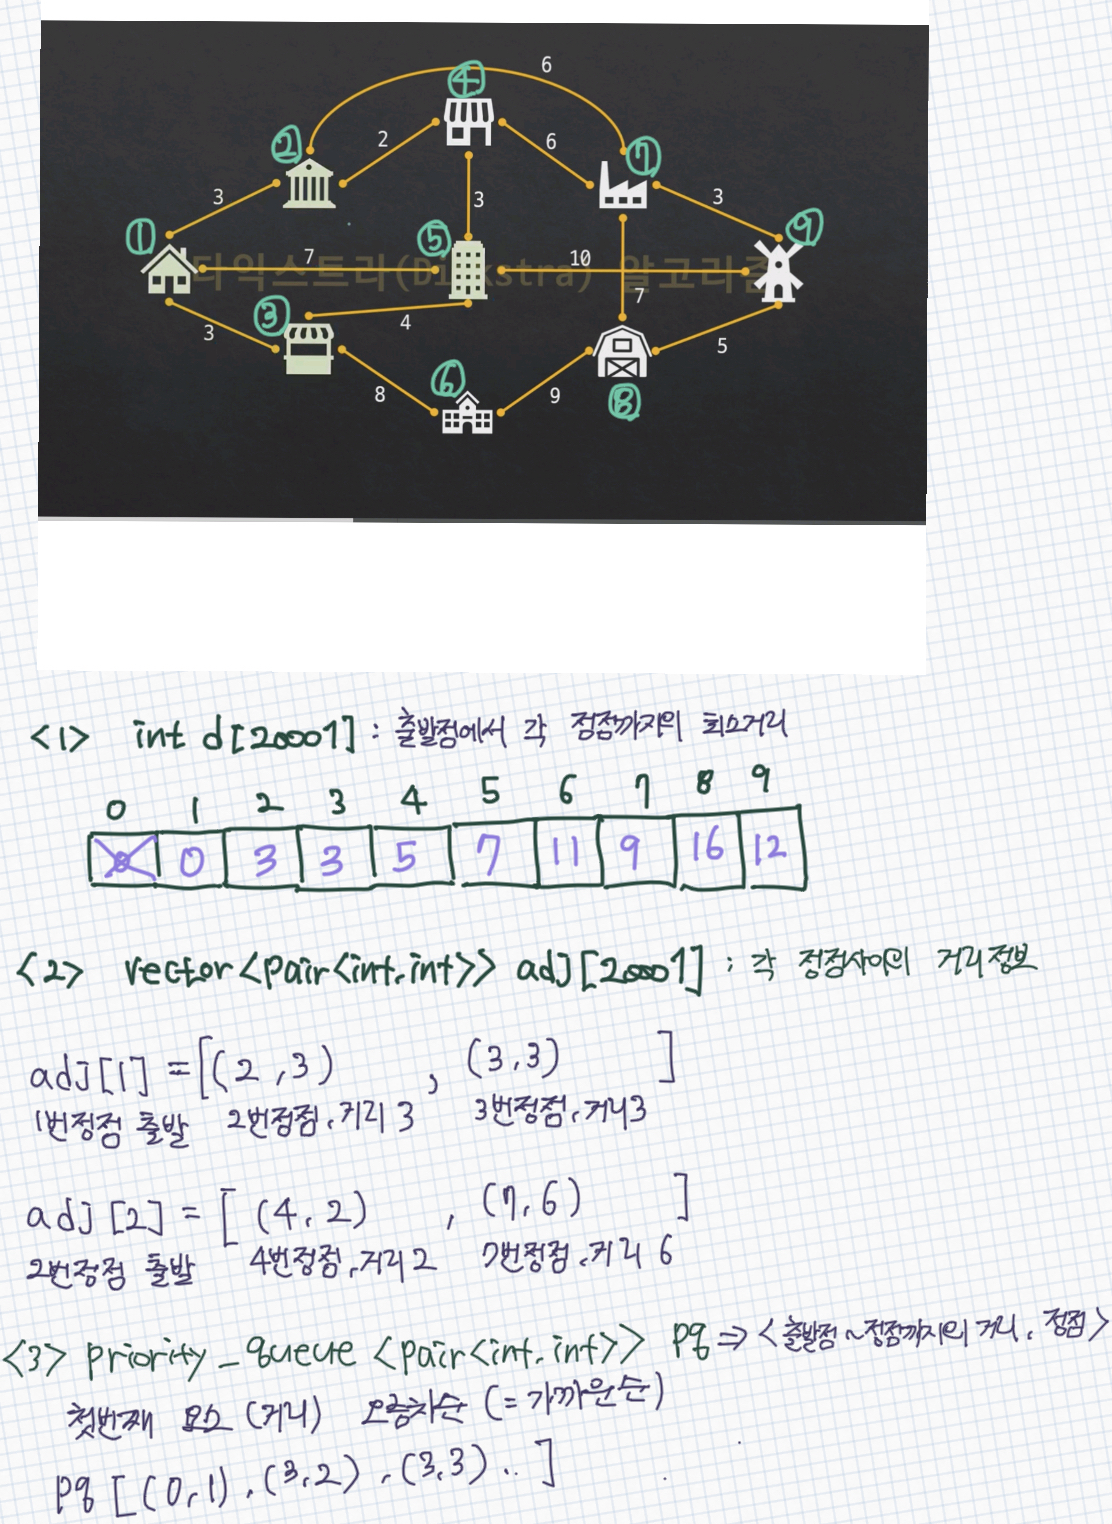 6
④
② 2 6 ⑦
3 3 3
① ⑤ ⑨
7 10
다익스트리(Dijkstra) 알고리즘
③ 7
3 4 5
⑥
8 9 ⑧
<1> int d[20001] : 출발점에서 각 정점까지의 최소거리
0 1 2 3 4 5 6 7 8 9
0 0 3 3 5 7 11 9 16 12
<2> vector<pair<int,int>> adj[20001] : 각 정점사이의 거리정보
adj[1] = [(2,3) , (3,3) ]
1번정점 출발 2번정점,거리 3 3번정점,거리3
adj[2] = [ (4,2) , (7,6) ]
2번정점 출발 4번정점,거리 2 7번정점,거리 6
<3> priority_queue <pair<int,int>> pq ⇒ <출발점~정점까지의 거리, 정점>
첫번째 요소 (거리) 오름차순 (=가까운순)
pq [(0,1),(3,2),(3,3).. ]